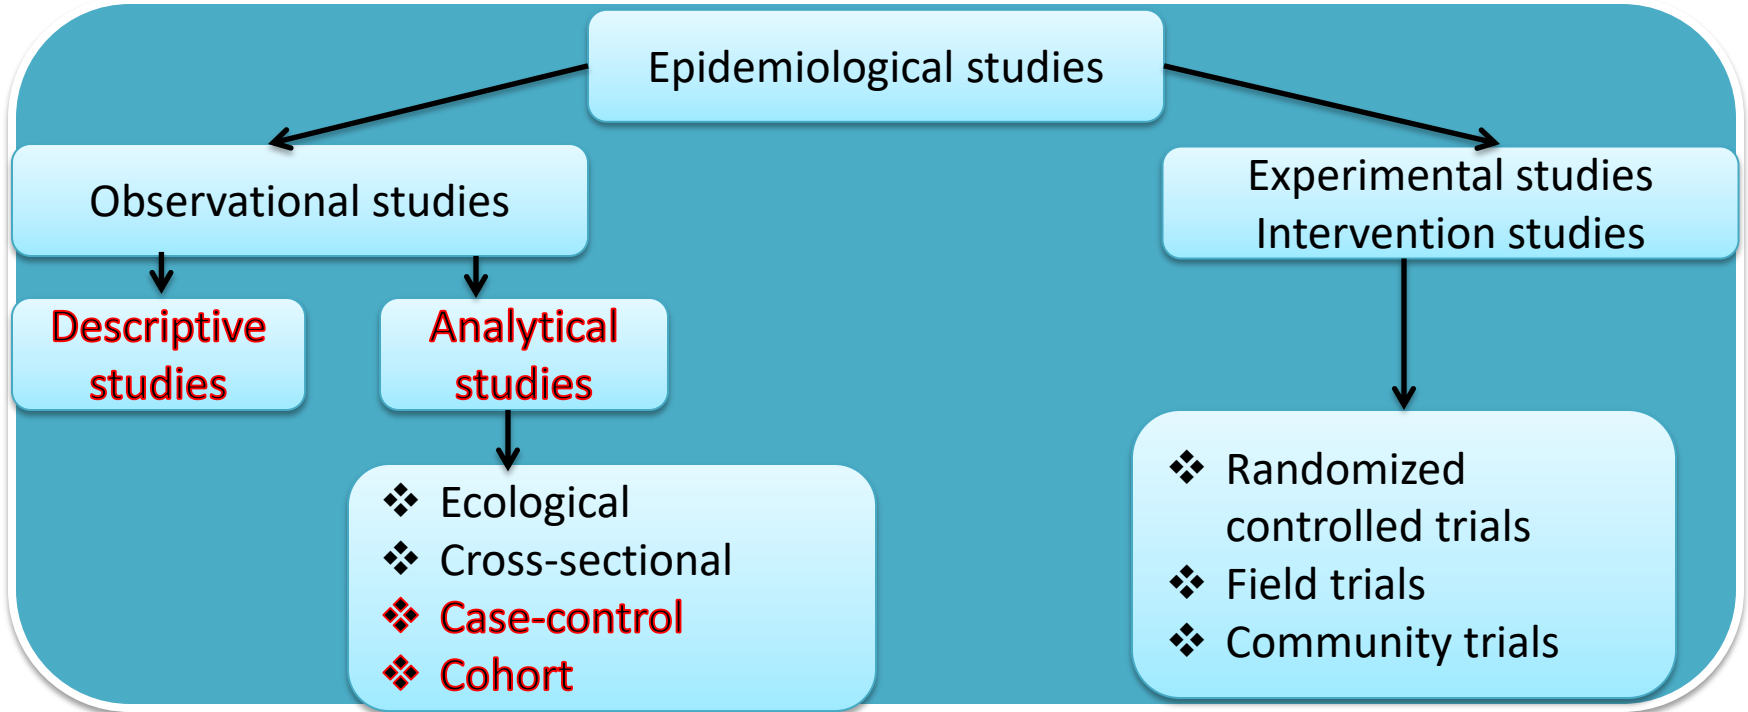 Epidemiological studies
Observational studies
Experimental studies
Intervention studies
Descriptive
studies
Analytical
studies
❖ Ecological
❖ Cross-sectional
❖ Case-control
❖ Cohort
❖ Randomized
controlled trials
❖ Field trials
❖ Community trials